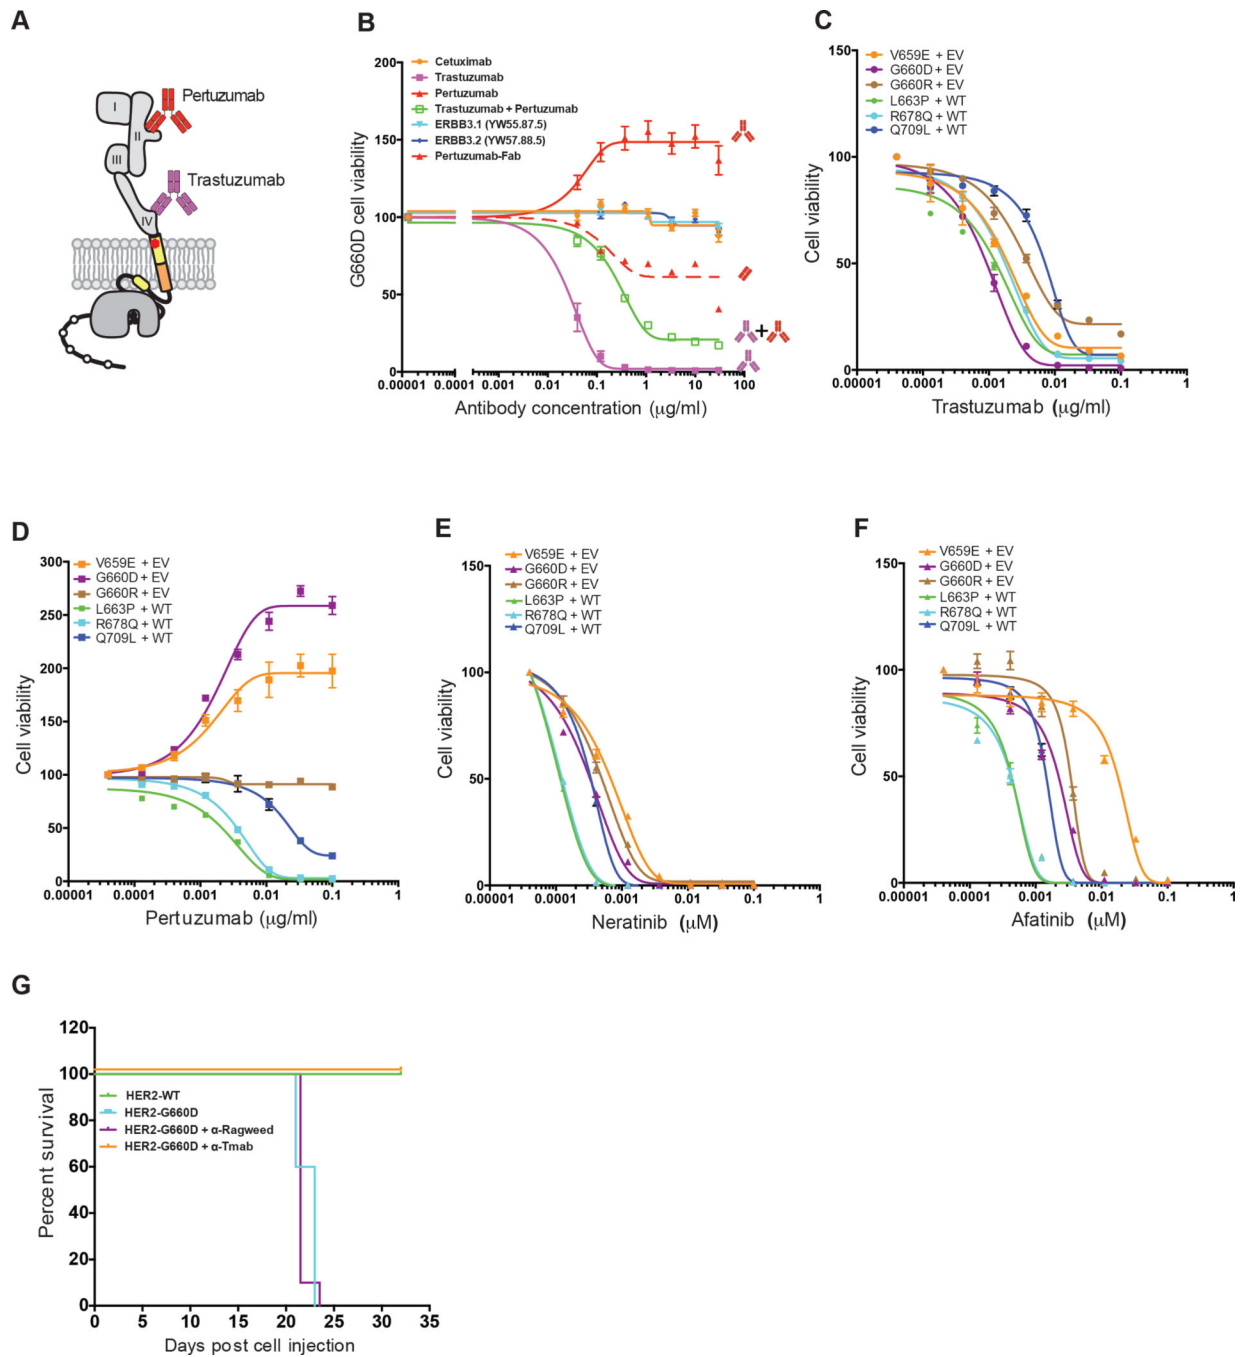 A
Pertuzumab
I
II
III
Trastuzumab
IV
B
Cetuximab
Trastuzumab
Pertuzumab
Trastuzumab + Pertuzumab
ERBB3.1 (YW55.87.5)
ERBB3.2 (YW57.88.5)
Pertuzumab-Fab
200
150
100
50
0
G660D cell viability
0.00001
0.0001
0.01
0.1
1
10
100
Antibody concentration (μg/ml)
+
C
V659E + EV
G660D + EV
G660R + EV
L663P + WT
R678Q + WT
Q709L + WT
150
100
50
0
Cell viability
0.00001
0.001
0.01
0.1
1
Trastuzumab (μg/ml)
D
V659E + EV
G660D + EV
G660R + EV
L663P + WT
R678Q + WT
Q709L + WT
300
250
200
150
100
50
0
Cell viability
0.00001
0.0001
0.001
0.01
0.1
1
Pertuzumab (μg/ml)
E
V659E + EV
G660D + EV
G660R + EV
L663P + WT
R678Q + WT
Q709L + WT
150
100
50
0
Cell viability
0.00001
0.0001
0.001
0.01
0.1
1
Neratinib (μM)
F
V659E + EV
G660D + EV
G660R + EV
L663P + WT
R678Q + WT
Q709L + WT
150
100
50
0
Cell viability
0.00001
0.0001
0.001
0.01
0.1
1
Afatinib (μM)
G
120
100
80
60
40
20
0
Percent survival
HER2-WT
HER2-G660D
HER2-G660D + α-Ragweed
HER2-G660D + α-Tmab
0
5
10
15
20
25
30
35
Days post cell injection